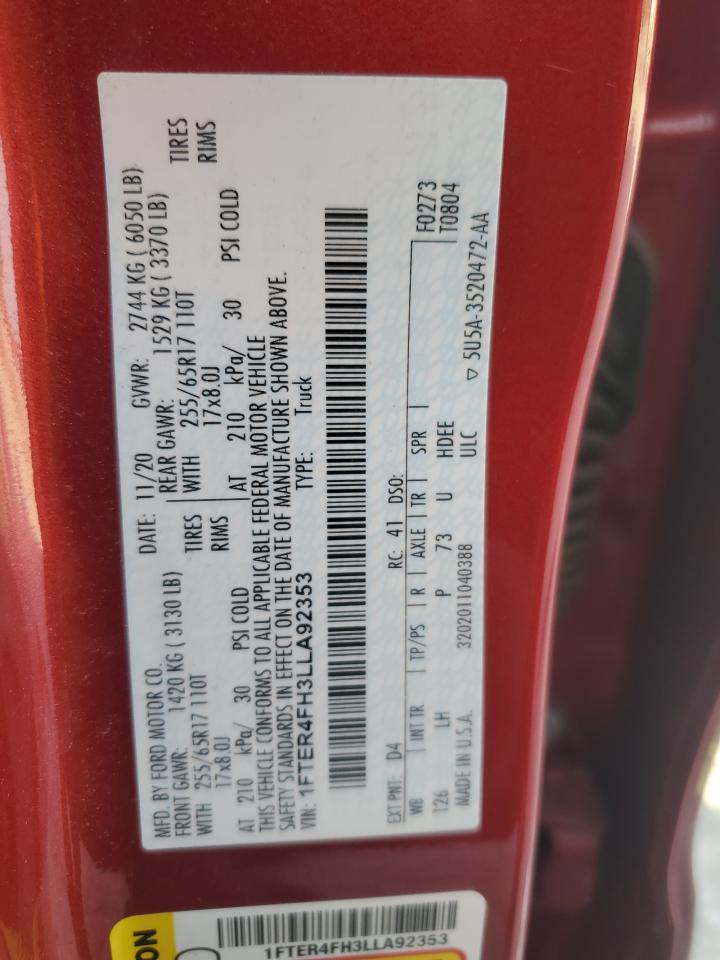 MFD. BY FORD MOTOR CO.
DATE: 11/20 GVWR: 2744 KG ( 6050 LB)
FRONT GAWR: 1420 KG ( 3130 LB)
REAR GAWR: 1529 KG ( 3370 LB)
WITH 255/65R17 110T TIRES
WITH 255/65R17 110T TIRES
17x8.0J RIMS
17x8.0J RIMS
AT 210 kPa/ 30 PSI COLD
AT 210 kPa/ 30 PSI COLD
THIS VEHICLE CONFORMS TO ALL APPLICABLE FEDERAL MOTOR VEHICLE
SAFETY STANDARDS IN EFFECT ON THE DATE OF MANUFACTURE SHOWN ABOVE.
VIN: 1FTER4FH3LLA92353 TYPE: Truck
EXT PNT: D4 RC: 41 DSO: F0273
WB | INT TR | TP/PS | R | AXLE | TR | SPR | T0804
126 LH P 73 U HDEE
MADE IN U.S.A. 3202011040388 ULC ▽ 5U5A-3520472-AA
ON
1FTER4FH3LLA92353